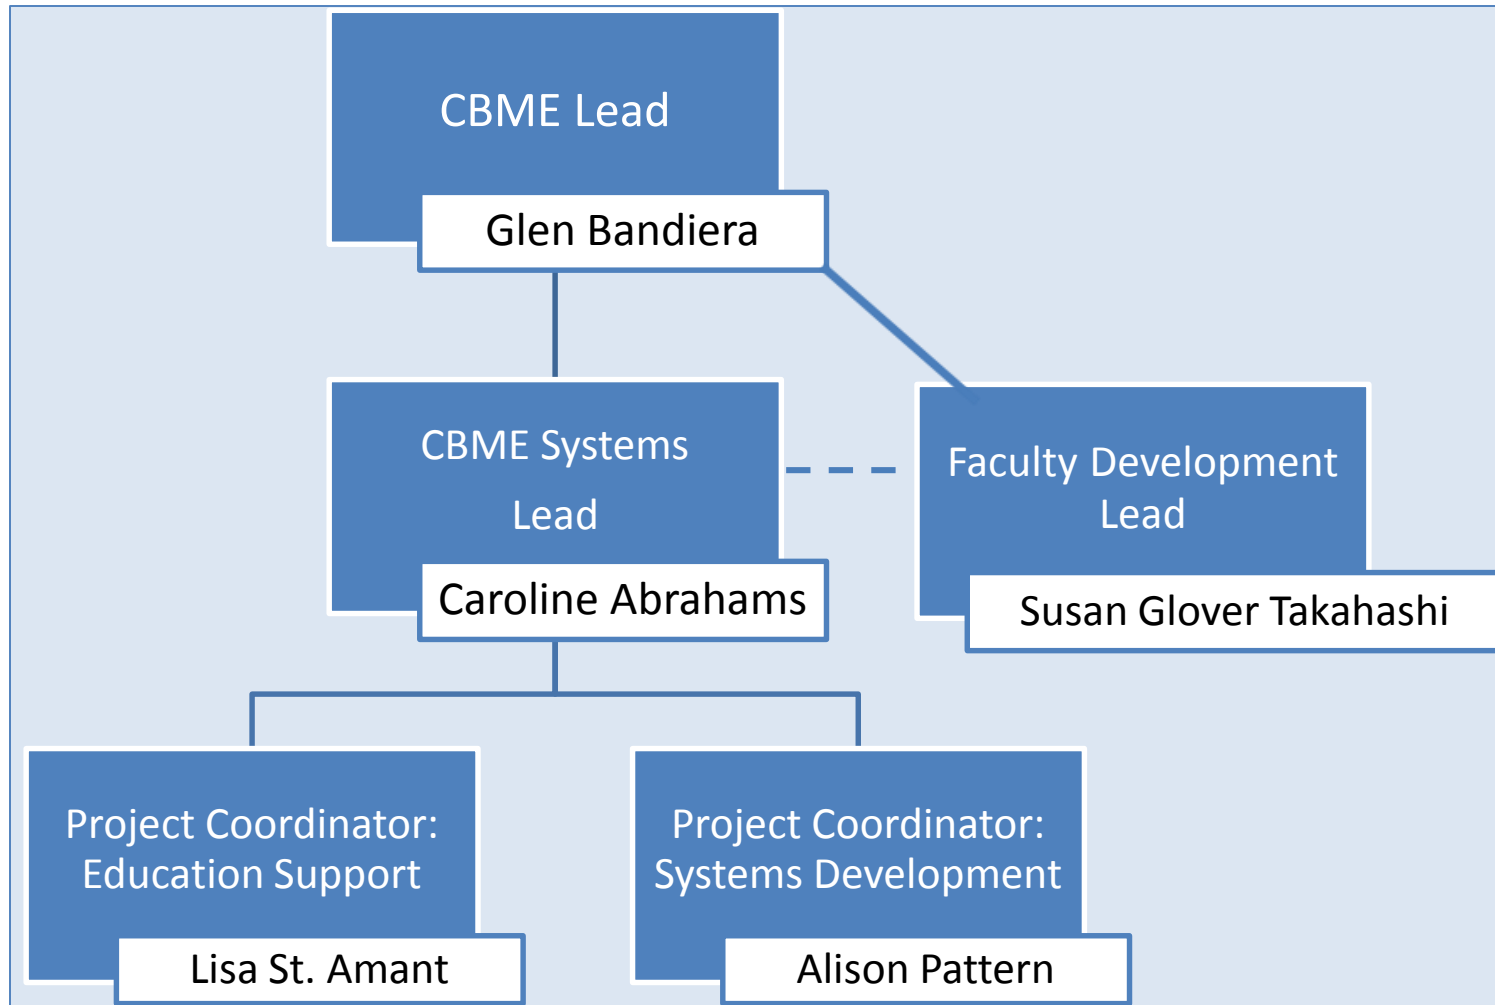 CBME Lead
Glen Bandiera
CBME Systems
Lead
Caroline Abrahams
Faculty Development
Lead
Susan Glover Takahashi
Project Coordinator:
Education Support
Lisa St. Amant
Project Coordinator:
Systems Development
Alison Pattern